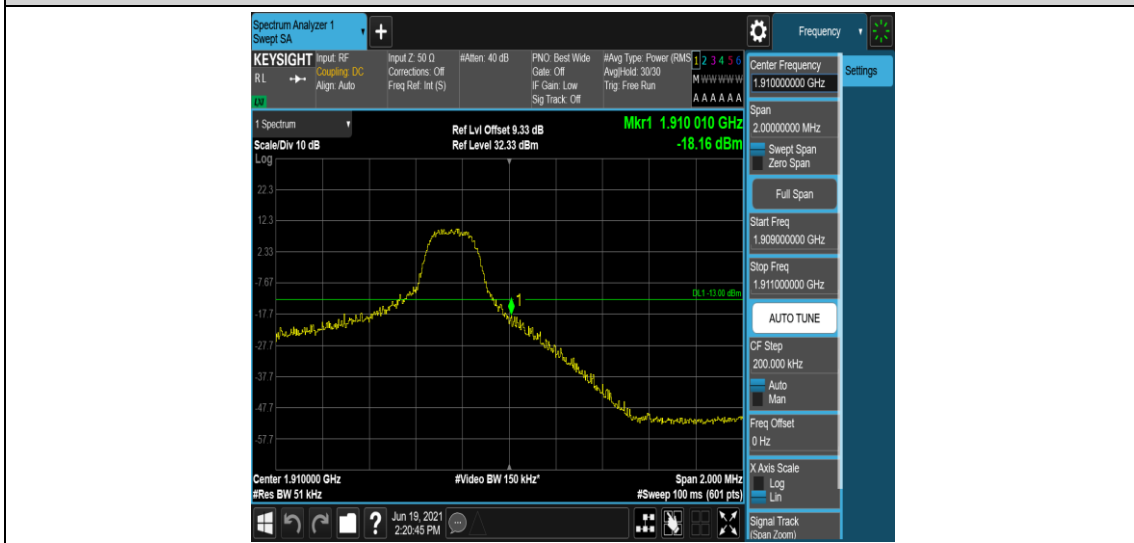 Spectrum Analyzer 1
Swept SA
+
Frequency
KEYSIGHT
RL
LXI
Input: RF
Coupling: DC
Align: Auto
Input Z: 50 Ω
Corrections: Off
Freq Ref: Int (S)
#Atten: 40 dB
PNO: Best Wide
Gate: Off
IF Gain: Low
Sig Track: Off
#Avg Type: Power (RMS
Avg|Hold: 30/30
Trig: Free Run
1 2 3 4 5 6
M W W W W W
A A A A A A
1 Spectrum
Scale/Div 10 dB
Log
Ref Lvl Offset 9.33 dB
Ref Level 32.33 dBm
Mkr1 1.910 010 GHz
-18.16 dBm
22.3
12.3
2.33
-7.67
-17.7
-27.7
-37.7
-47.7
-57.7
DL1 -13.00 dBm
1
Center 1.910000 GHz
#Res BW 51 kHz
#Video BW 150 kHz*
Span 2.000 MHz
#Sweep 100 ms (601 pts)
?
Jun 19, 2021
2:20:45 PM
Center Frequency
1.910000000 GHz
Settings
Span
2.00000000 MHz
Swept Span
Zero Span
Full Span
Start Freq
1.909000000 GHz
Stop Freq
1.911000000 GHz
AUTO TUNE
CF Step
200.000 kHz
Auto
Man
Freq Offset
0 Hz
X Axis Scale
Log
Lin
Signal Track
(Span Zoom)